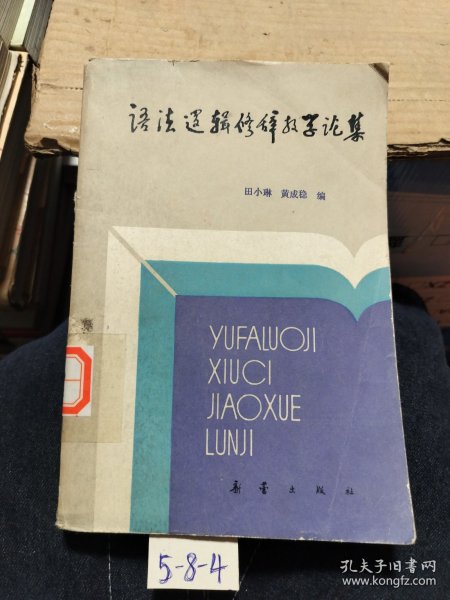 语法逻辑修辞教学论集
田小琳 黄成稳 编
YUFALUOJI
XIUCI
JIAOXUE
LUNJI
新蕾出版社
5-8-4
孔夫子旧书网
www.kongfz.com